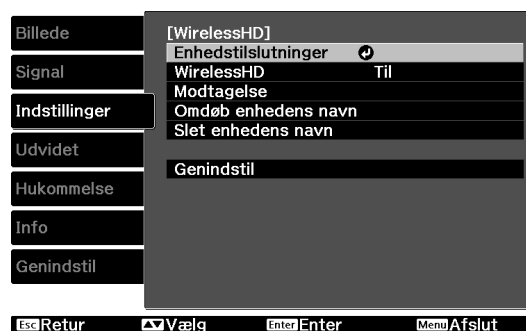 Billede
Signal
Indstillinger
Udvidet
Hukommelse
Info
Genindstil
[WirelessHD]
Enhedstilslutninger
WirelessHD Til
Modtagelse
Omdøb enhedens navn
Slet enhedens navn
Genindstil
Esc Retur Vælg Enter Enter Menu Afslut